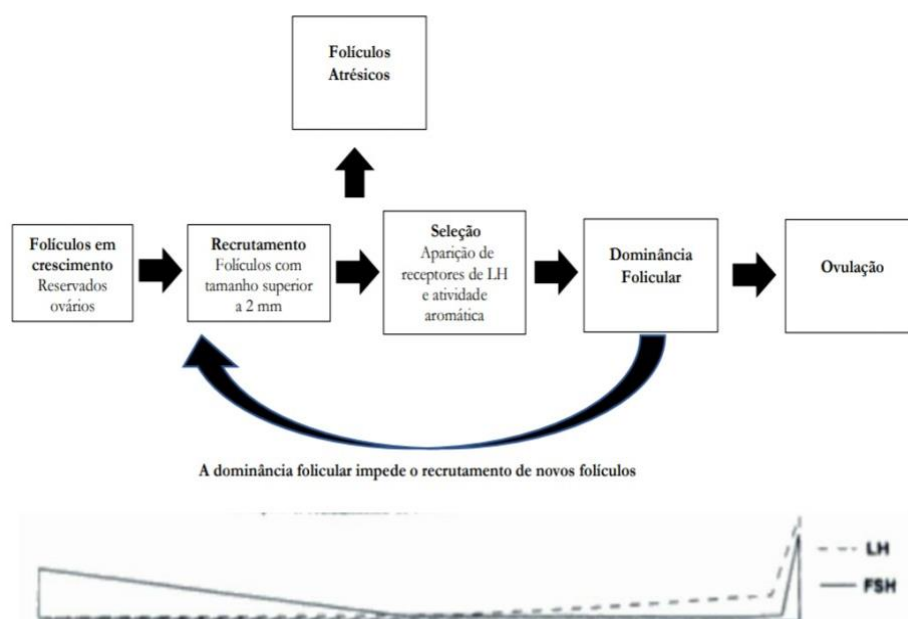 Folículos
Atrésicos
Folículos em
crescimento
Reservados
ovários
Recrutamento
Folículos com
tamanho superior
a 2 mm
Seleção
Aparição de
receptores de LH
e atividade
aromática
Dominância
Folicular
Ovulação
A dominância folicular impede o recrutamento de novos folículos
LH
FSH